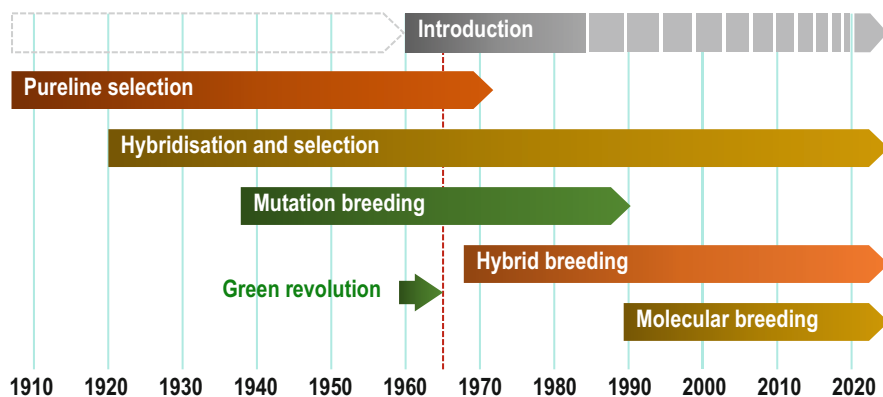 Introduction
Pureline selection
Hybridisation and selection
Mutation breeding
Hybrid breeding
Green revolution
Molecular breeding
1910 1920 1930 1940 1950 1960 1970 1980 1990 2000 2010 2020